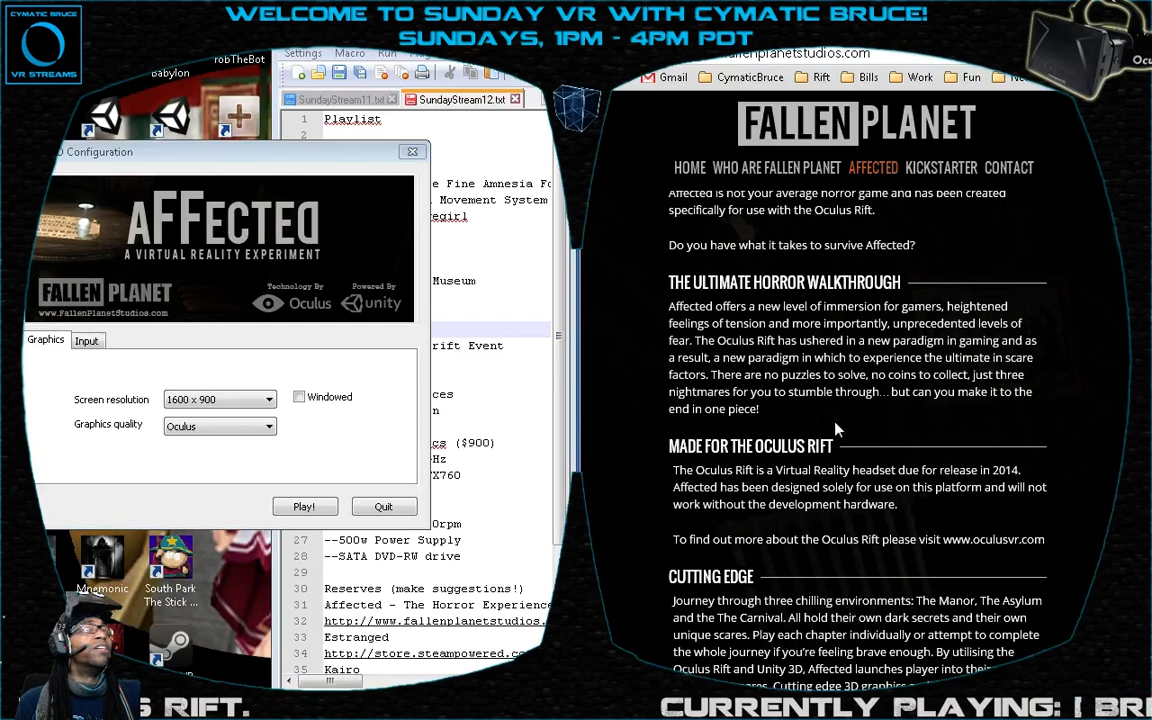 WELCOME TO SUNDAY VR WITH CYMATIC BRUCE!
SUNDAYS, 1PM - 4PM PDT
CYMATIC BRUCE
VR STREAMS
Ocu
robTheBot
babylon
Settings Macro Run
SundayStream11.txt SundayStream12.txt
1 Playlist
2
e Fine Amnesia Fo
Movement System
egirl
Museum
rift Event
ces
n
cs ($900)
Hz
X760
0rpm
27 --500w Power Supply
28 --SATA DVD-RW drive
29
30 Reserves (make suggestions!)
31 Affected - The Horror Experience
32 http://www.fallenplanetstudios.
33 Estranged
34 http://store.steampowered.co
35 Kairo
Configuration
AFFECTED
A VIRTUAL REALITY EXPERIMENT
FALLEN PLANET
www.FallenPlanetStudios.com
Technology By
Oculus
Powered By
unity
Graphics Input
Screen resolution 1600 x 900 Windowed
Graphics quality Oculus
Play! Quit
Mnemonic
South Park
The Stick ...
allenplanetstudios.com
Gmail CymaticBruce Rift Bills Work Fun
FALLEN PLANET
HOME WHO ARE FALLEN PLANET AFFECTED KICKSTARTER CONTACT
Affected is not your average horror game and has been created
specifically for use with the Oculus Rift.
Do you have what it takes to survive Affected?
THE ULTIMATE HORROR WALKTHROUGH
Affected offers a new level of immersion for gamers, heightened
feelings of tension and more importantly, unprecedented levels of
fear. The Oculus Rift has ushered in a new paradigm in gaming and as
a result, a new paradigm in which to experience the ultimate in scare
factors. There are no puzzles to solve, no coins to collect, just three
nightmares for you to stumble through... but can you make it to the
end in one piece!
MADE FOR THE OCULUS RIFT
The Oculus Rift is a Virtual Reality headset due for release in 2014.
Affected has been designed solely for use on this platform and will not
work without the development hardware.
To find out more about the Oculus Rift please visit www.oculusvr.com
CUTTING EDGE
Journey through three chilling environments: The Manor, The Asylum
and the The Carnival. All hold their own dark secrets and their own
unique scares. Play each chapter individually or attempt to complete
the whole journey if you're feeling brave enough. By utilising the
Oculus Rift and Unity 3D, Affected launches player into their
S RIFT.
CURRENTLY PLAYING: | BRE